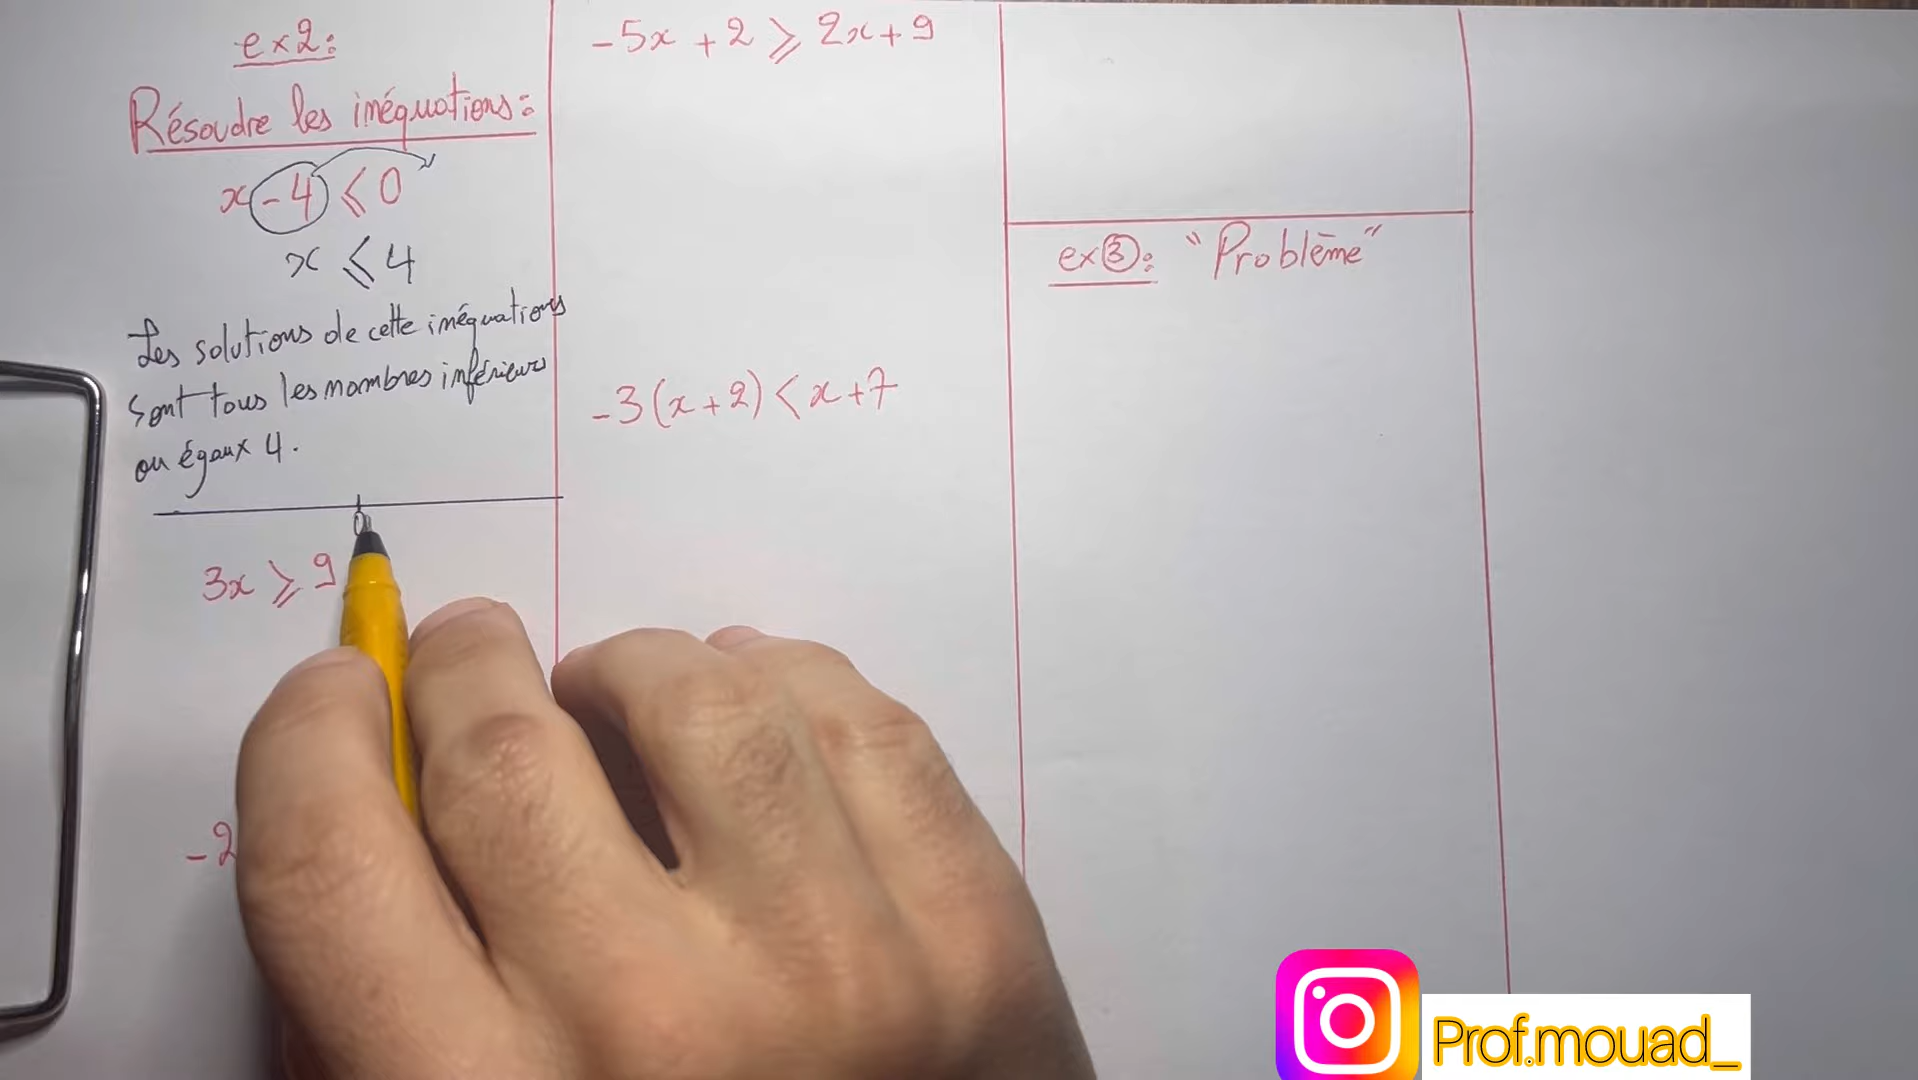 ex2:
Résoudre les inéquations:
x - 4 ⩽ 0
x ⩽ 4
Les solutions de cette inéquations
sont tous les nombres inférieurs
ou égaux 4.
0
3x ⩾ 9
-2
-5x + 2 ⩾ 2x + 9
-3(x+2) < x+7
ex③: "Problème"
Prof.mouad_